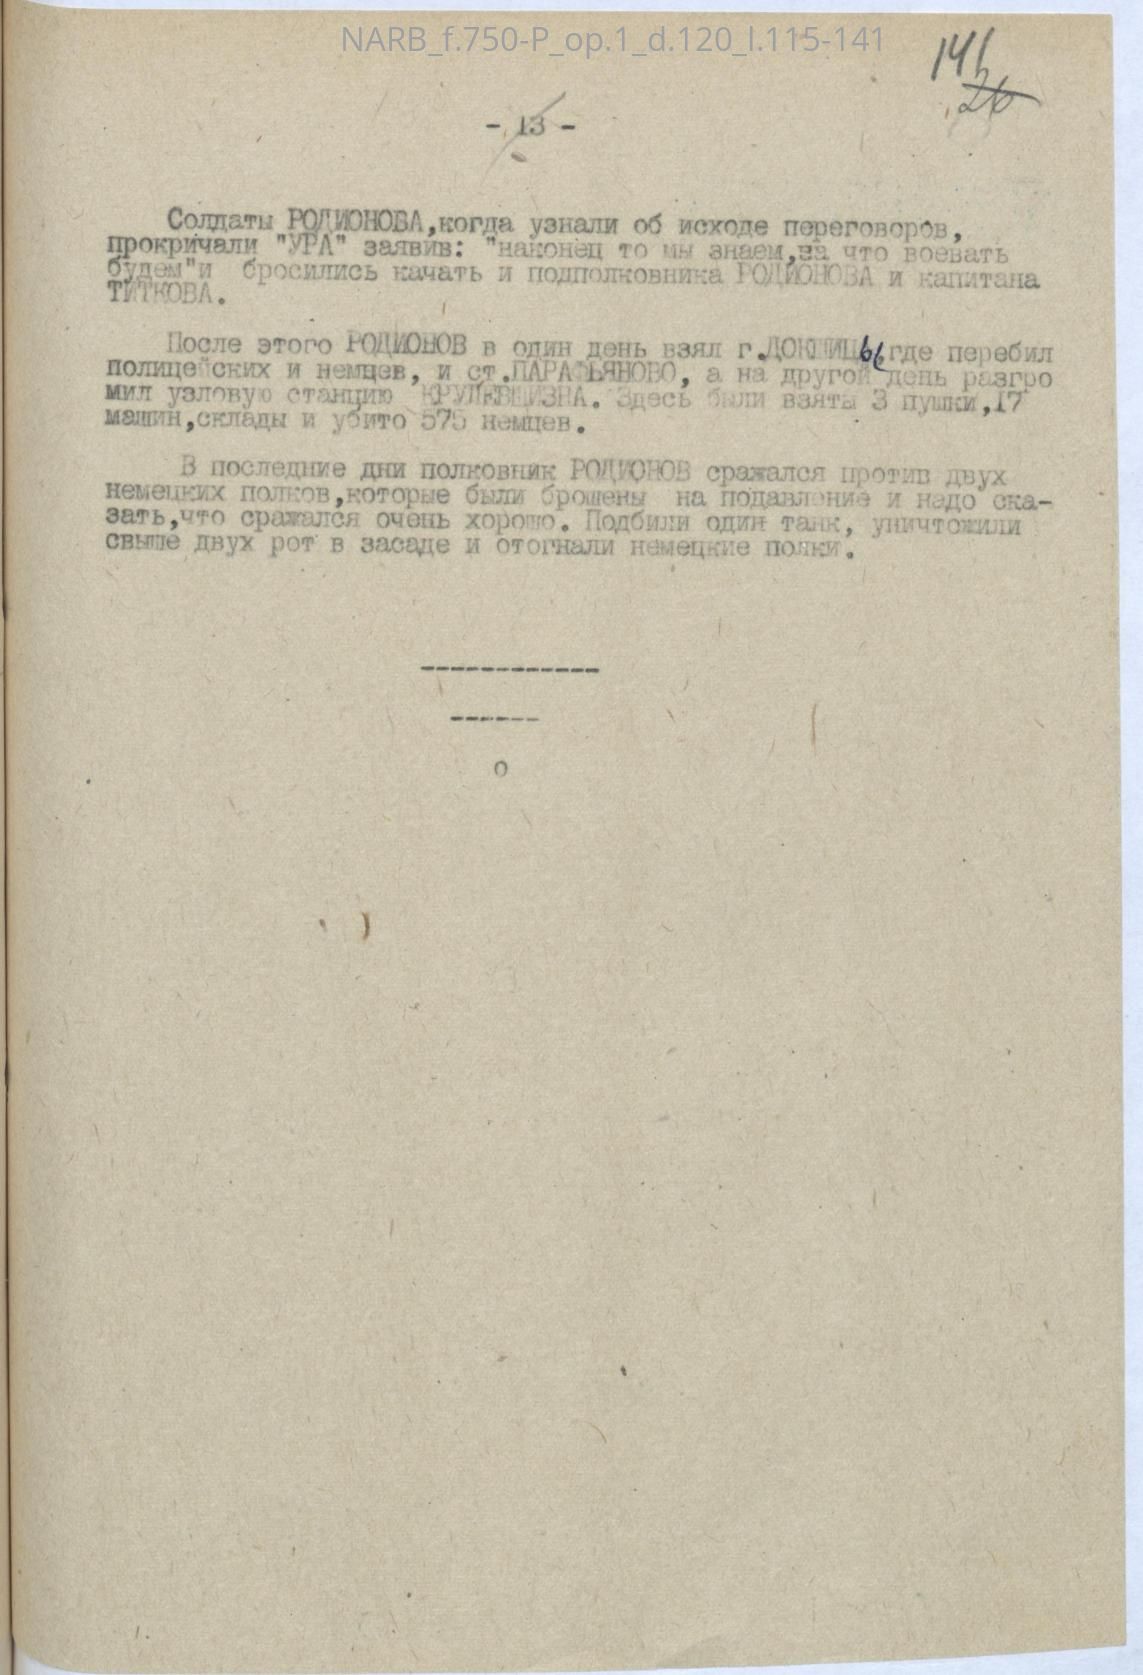 NARB_f.750-P_op.1_d.120_l.115-141
141
26
- 13 -
Солдаты РОДИОНОВА,когда узнали об исходе переговоров,
прокричали "УРА" заявив: "наконец то мы знаем,за что воевать
будем"и бросились качать и подполковника РОДИОНОВА и капитана
ТИТКОВА.
После этого РОДИОНОВ в один день взял г.ДОКШИЦЫ, где перебил
полицейских и немцев, и ст.ПАРАФЬЯНОВО, а на другой день разгро
мил узловую станцию КРУЛЕВЩИЗНА. Здесь были взяты 3 пушки,17
машин,склады и убито 575 немцев.
В последние дни полковник РОДИОНОВ сражался против двух
немецких полков,которые были брошены на подавление и надо ска-
зать,что сражался очень хорошо. Подбили один танк, уничтожили
свыше двух рот в засаде и отогнали немецкие полки.
------------
------
о